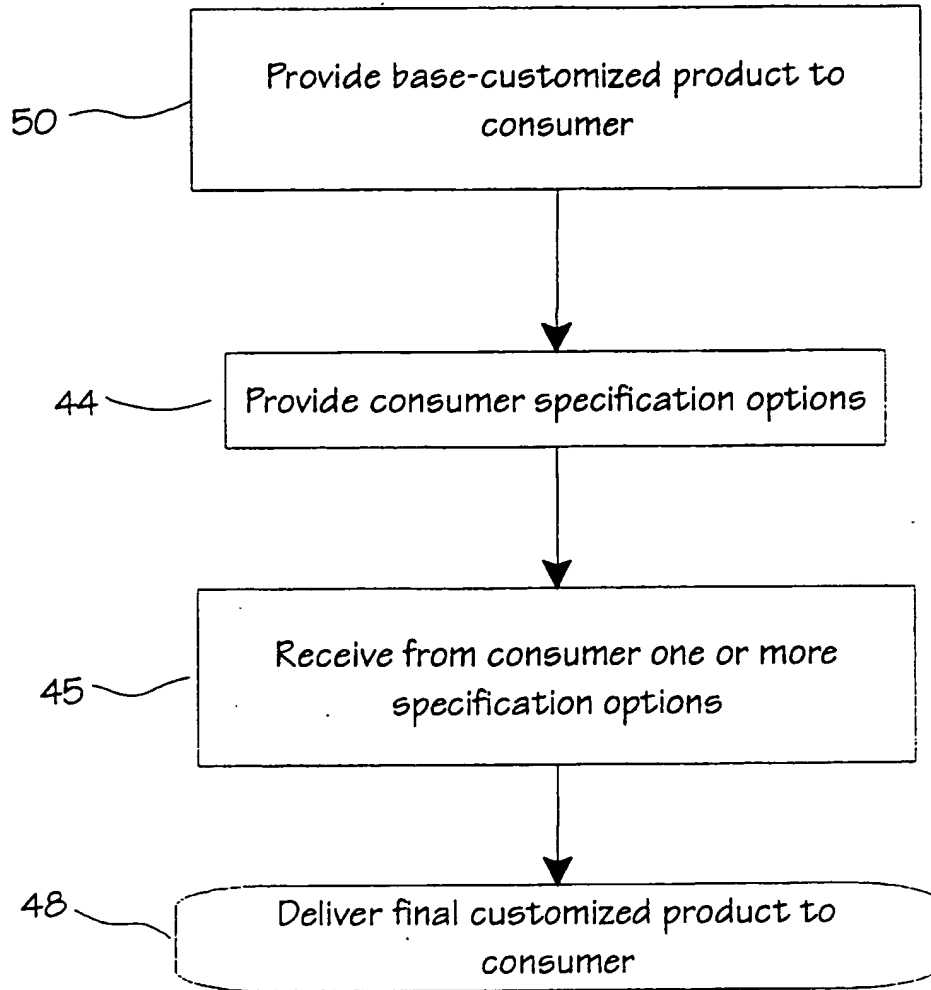 50
Provide base-customized product to
consumer
44
Provide consumer specification options
45
Receive from consumer one or more
specification options
48
Deliver final customized product to
consumer